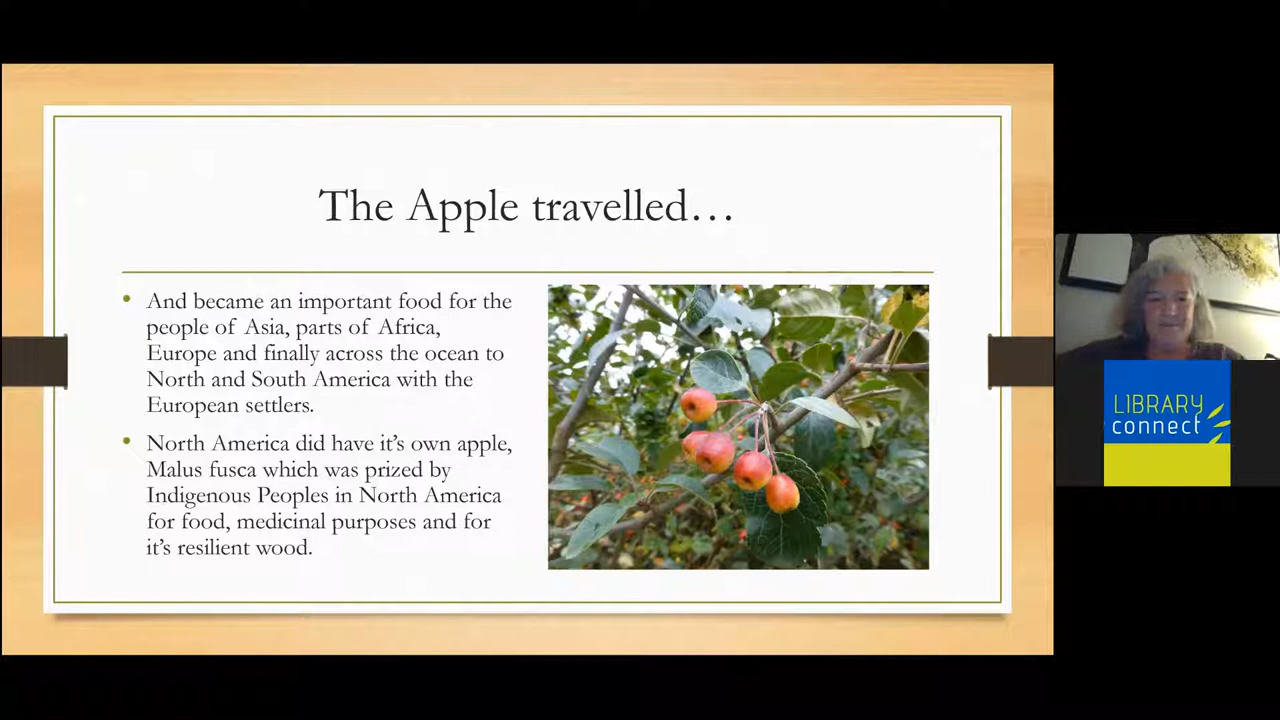 The Apple travelled…
And became an important food for the
people of Asia, parts of Africa,
Europe and finally across the ocean to
North and South America with the
European settlers.
North America did have it's own apple,
Malus fusca which was prized by
Indigenous Peoples in North America
for food, medicinal purposes and for
it's resilient wood.
LIBRARY
connect